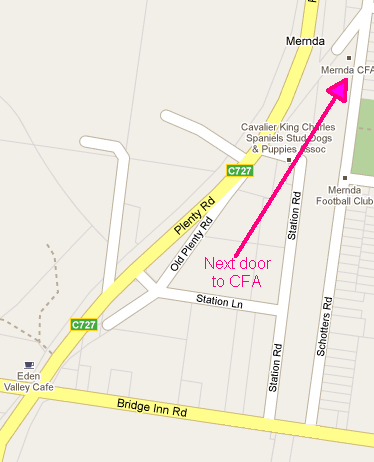 Mernda
Mernda CFA
Cavalier King Charles
Spaniels Stud Dogs
& Puppies Assoc
C727
Mernda
Football Club
Plenty Rd
Old Plenty Rd
Station Rd
Next door
to CFA
Station Ln
Schotters Rd
C727
Station Rd
Eden
Valley Cafe
Bridge Inn Rd